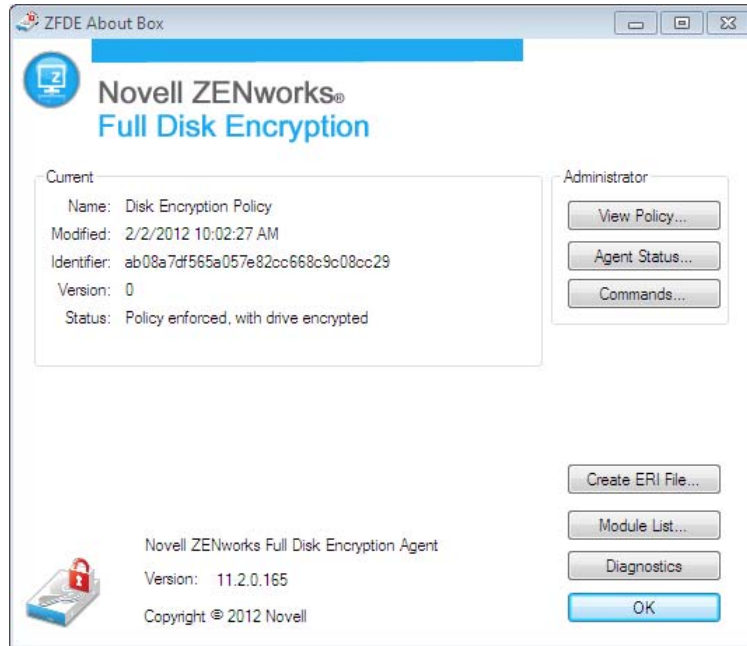 ZFDE About Box
Z
Novell ZENworks®
Full Disk Encryption
Current
Name: Disk Encryption Policy
Modified: 2/2/2012 10:02:27 AM
Identifier: ab08a7df565a057e82cc668c9c08cc29
Version: 0
Status: Policy enforced, with drive encrypted
Administrator
View Policy...
Agent Status...
Commands...
Create ERI File...
Module List...
Diagnostics
OK
Novell ZENworks Full Disk Encryption Agent
Version: 11.2.0.165
Copyright © 2012 Novell